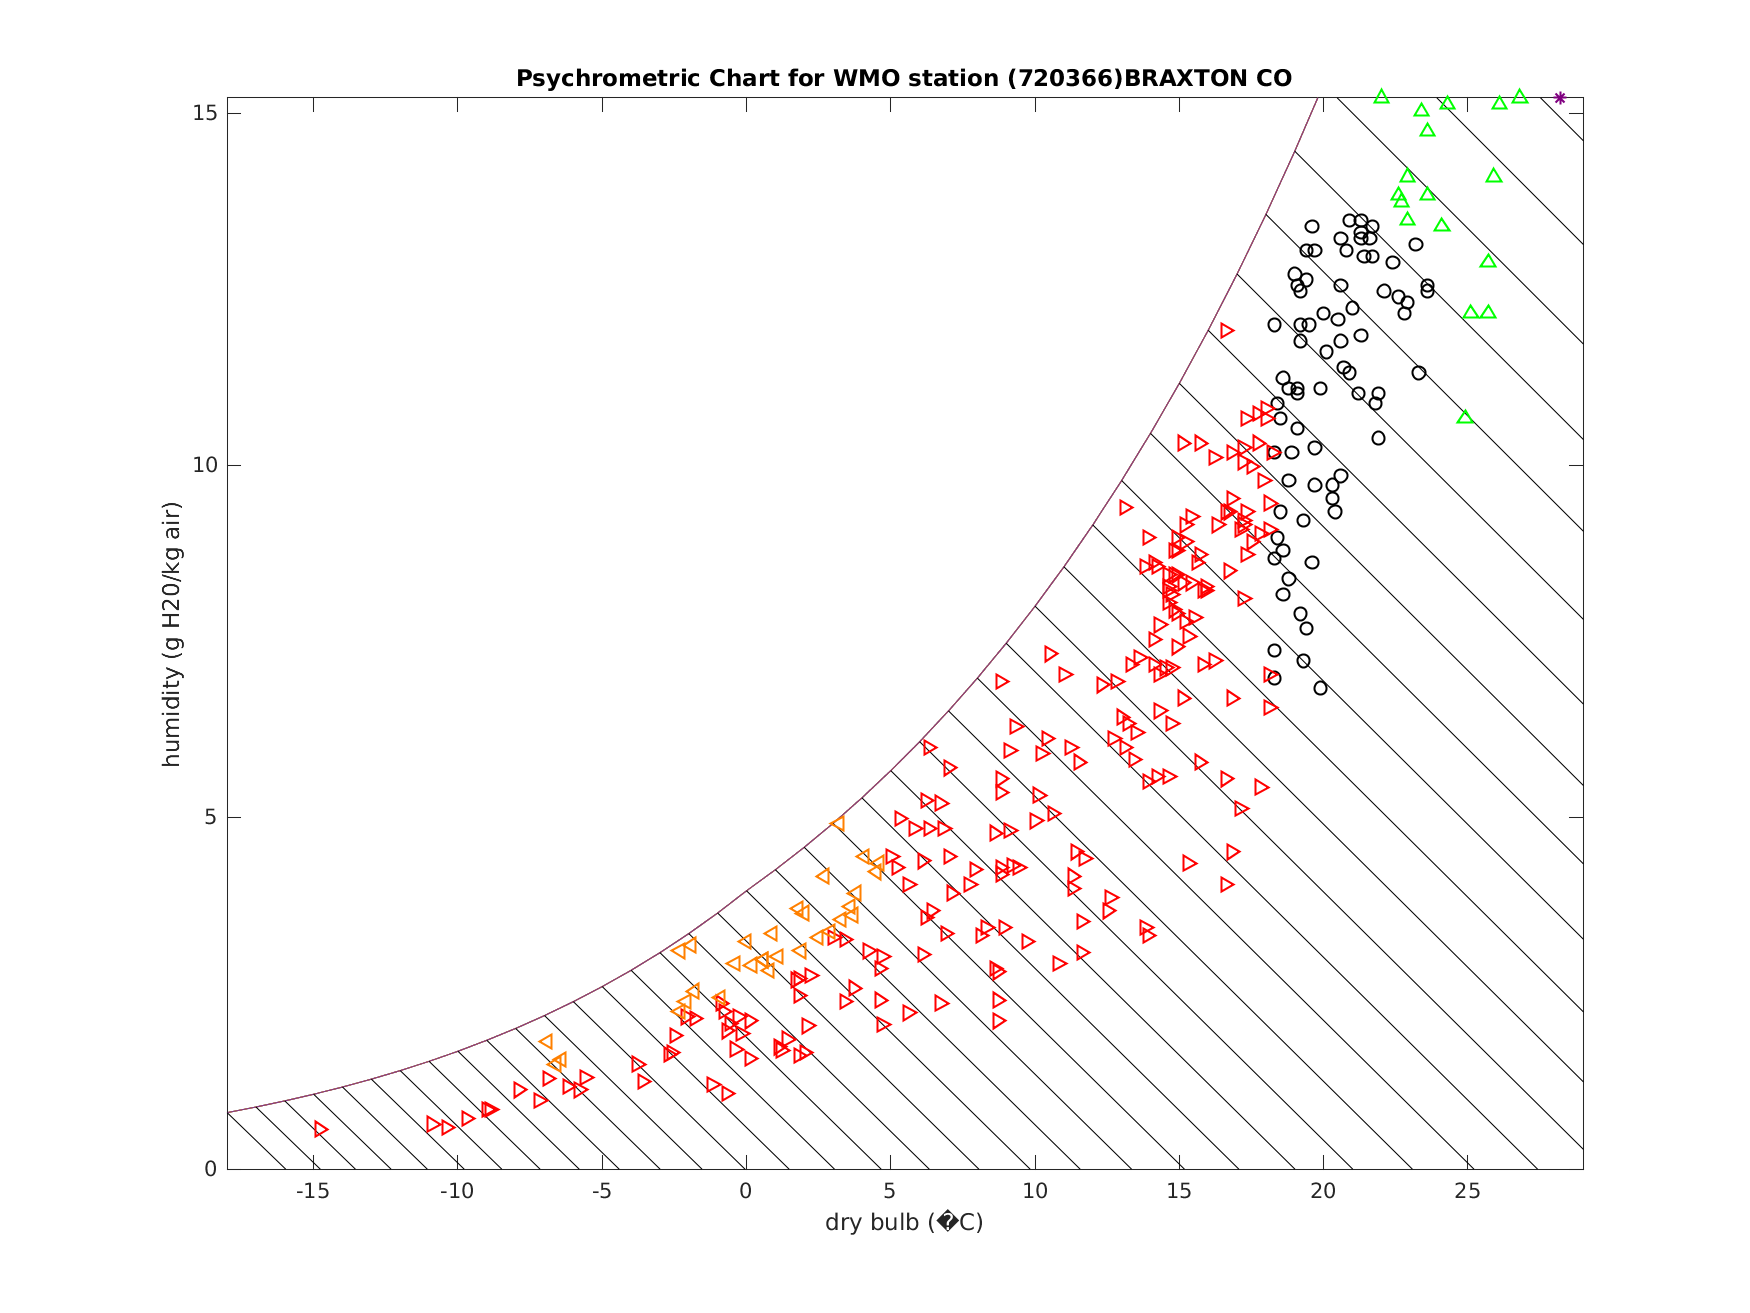 Psychrometric Chart for WMO station (720366)BRAXTON CO
15
10
5
0
humidity (g H20/kg air)
-15 -10 -5 0 5 10 15 20 25
dry bulb (�C)